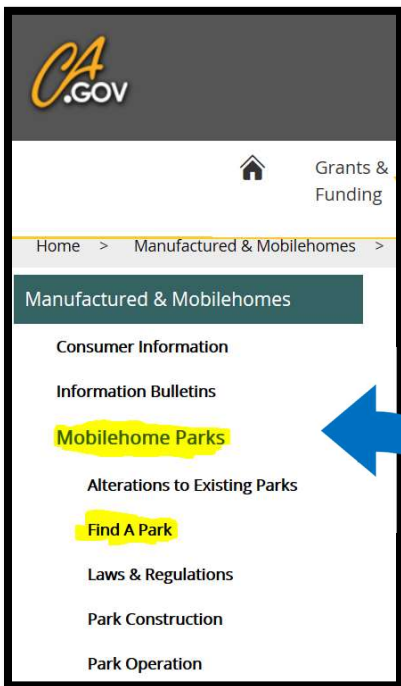 CA
.GOV
Grants &
Funding
Home > Manufactured & Mobilehomes >
Manufactured & Mobilehomes
Consumer Information
Information Bulletins
Mobilehome Parks
Alterations to Existing Parks
Find A Park
Laws & Regulations
Park Construction
Park Operation